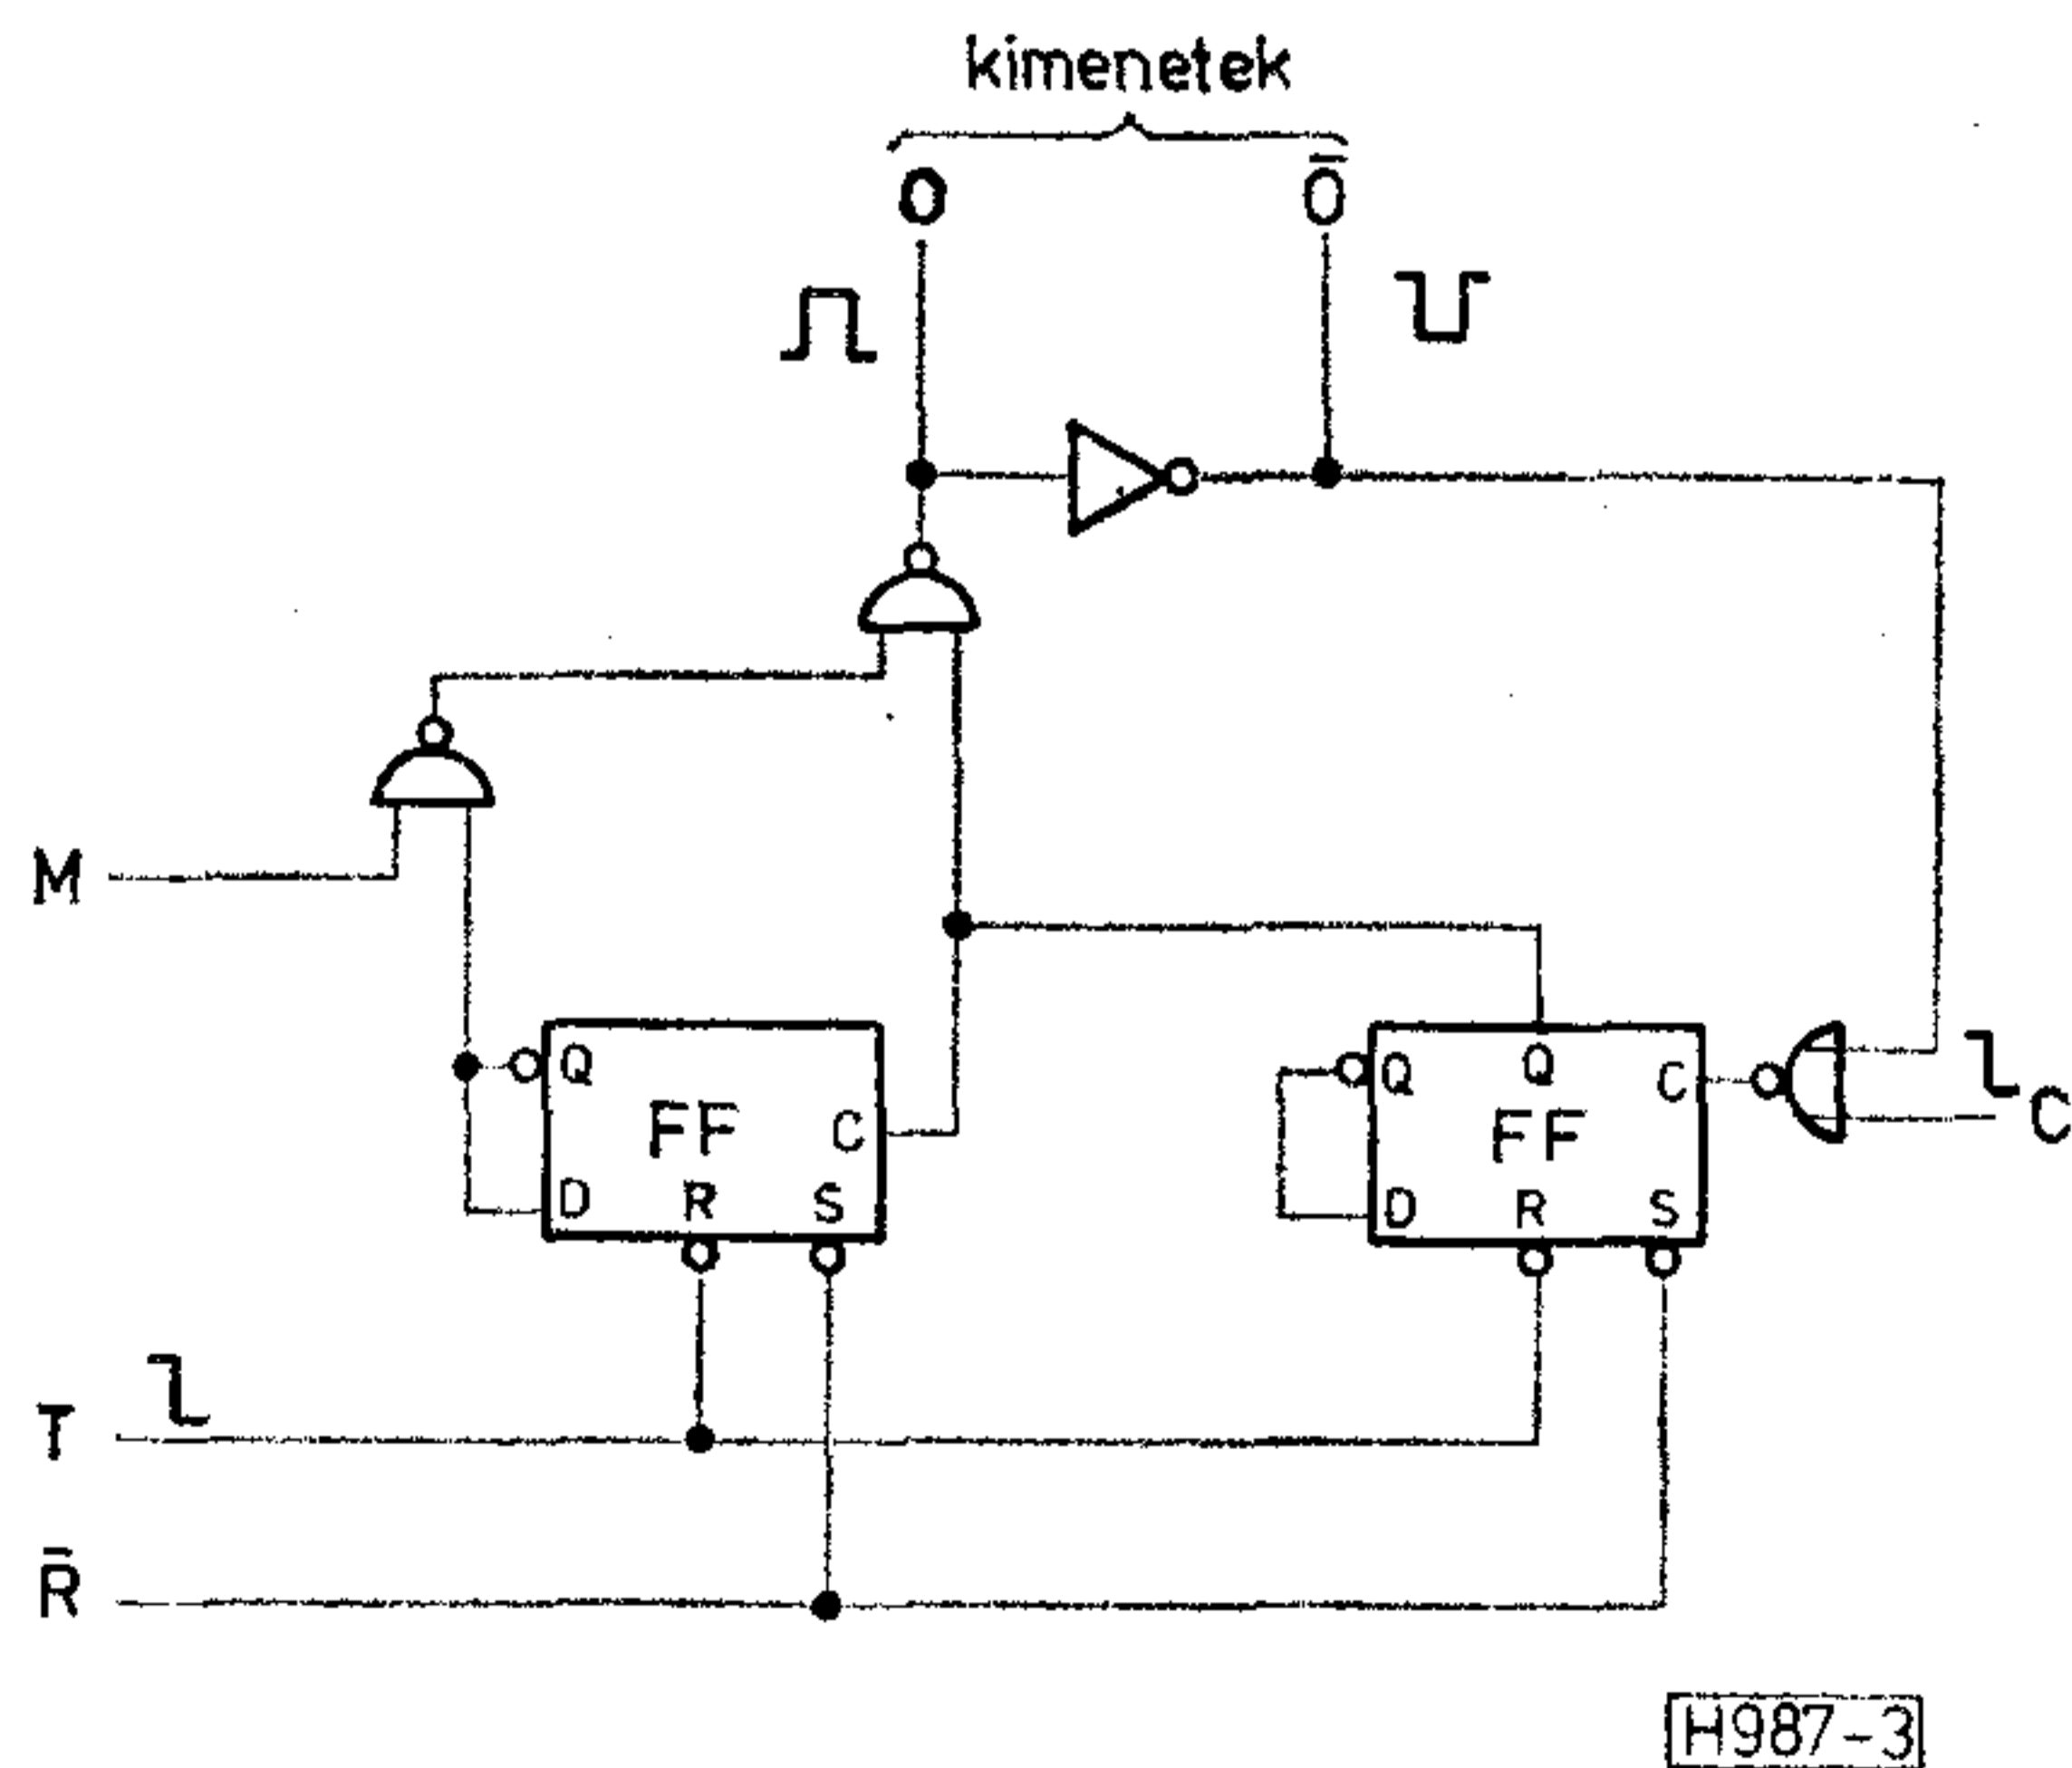 kimenetek
O Ō
M
Q Q Q C
FF C FF C
D R S D R S
T
R̄
H987-3